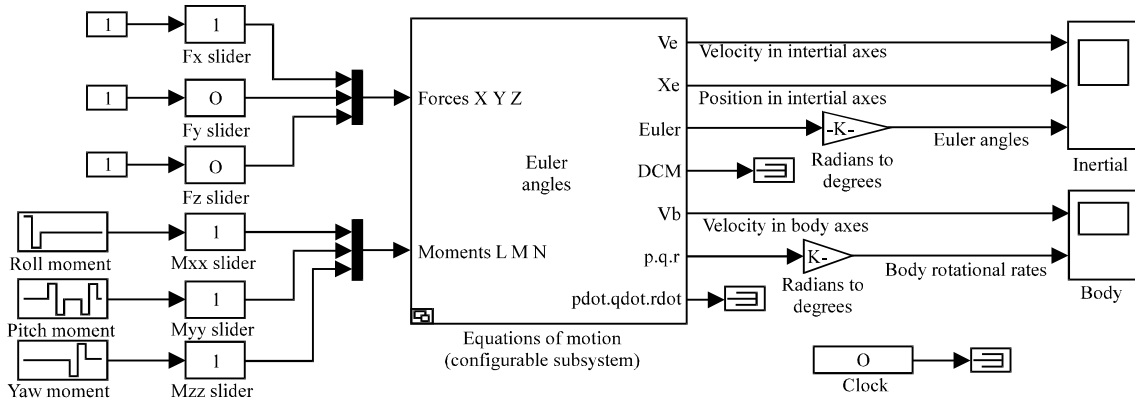 1
1
Fx slider
1
O
Fy slider
1
O
Fz slider
Roll moment
1
Mxx slider
Pitch moment
1
Myy slider
Yaw moment
1
Mzz slider
Forces X Y Z
Moments L M N
Euler
angles
Ve
Xe
Euler
DCM
Vb
p.q.r
pdot.qdot.rdot
Equations of motion
(configurable subsystem)
Velocity in intertial axes
Position in intertial axes
-K-
Radians to
degrees
Euler angles
Inertial
Velocity in body axes
K-
Radians to
degrees
Body rotational rates
Body
O
Clock